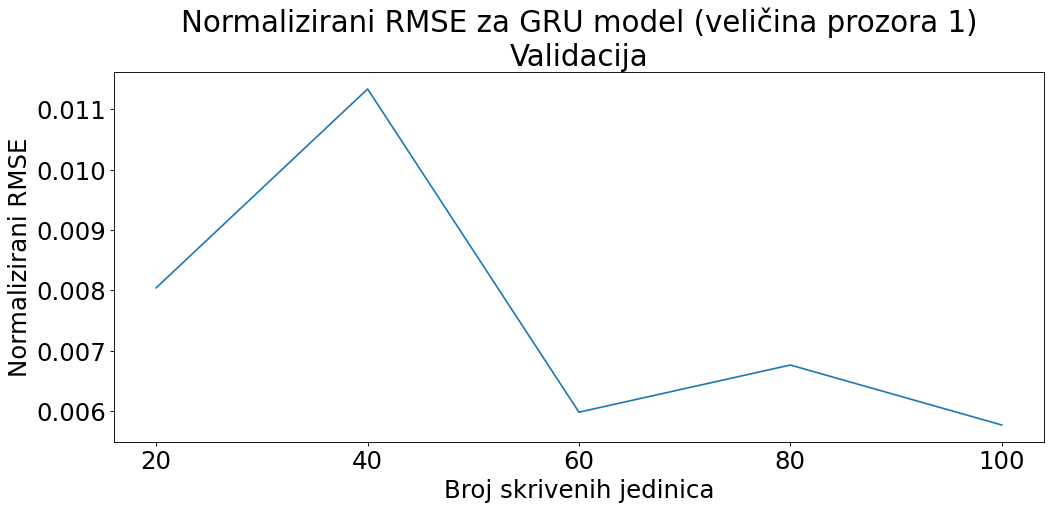 Normalizirani RMSE za GRU model (veličina prozora 1)
Validacija
Normalizirani RMSE
0.011
0.010
0.009
0.008
0.007
0.006
20 40 60 80 100
Broj skrivenih jedinica